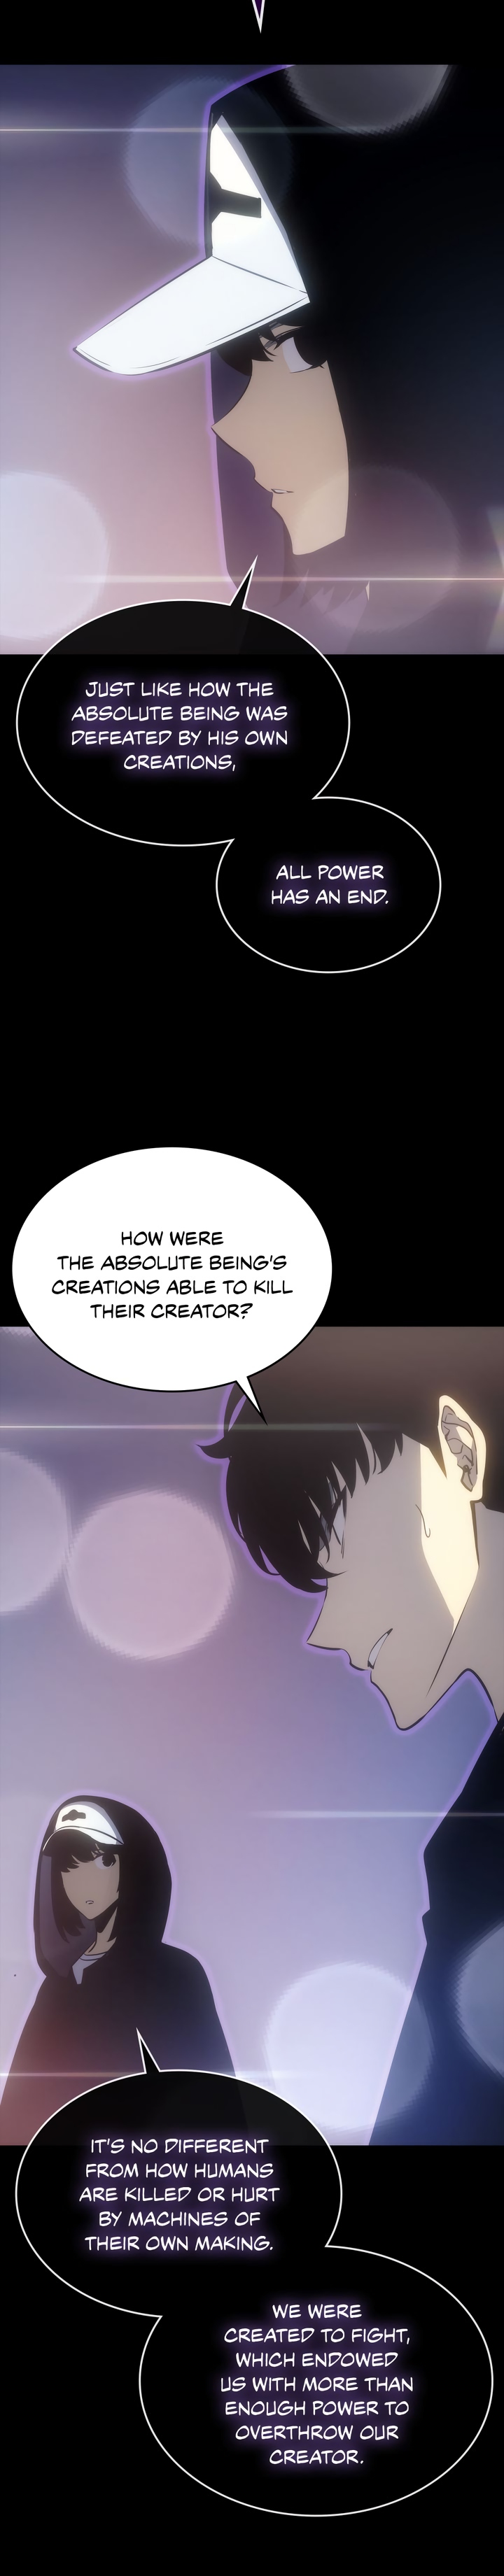 JUST LIKE HOW THE
ABSOLUTE BEING WAS
DEFEATED BY HIS OWN
CREATIONS,
ALL POWER
HAS AN END.
HOW WERE
THE ABSOLUTE BEING'S
CREATIONS ABLE TO KILL
THEIR CREATOR?
IT'S NO DIFFERENT
FROM HOW HUMANS
ARE KILLED OR HURT
BY MACHINES OF
THEIR OWN MAKING.
WE WERE
CREATED TO FIGHT,
WHICH ENDOWED
US WITH MORE THAN
ENOUGH POWER TO
OVERTHROW OUR
CREATOR.